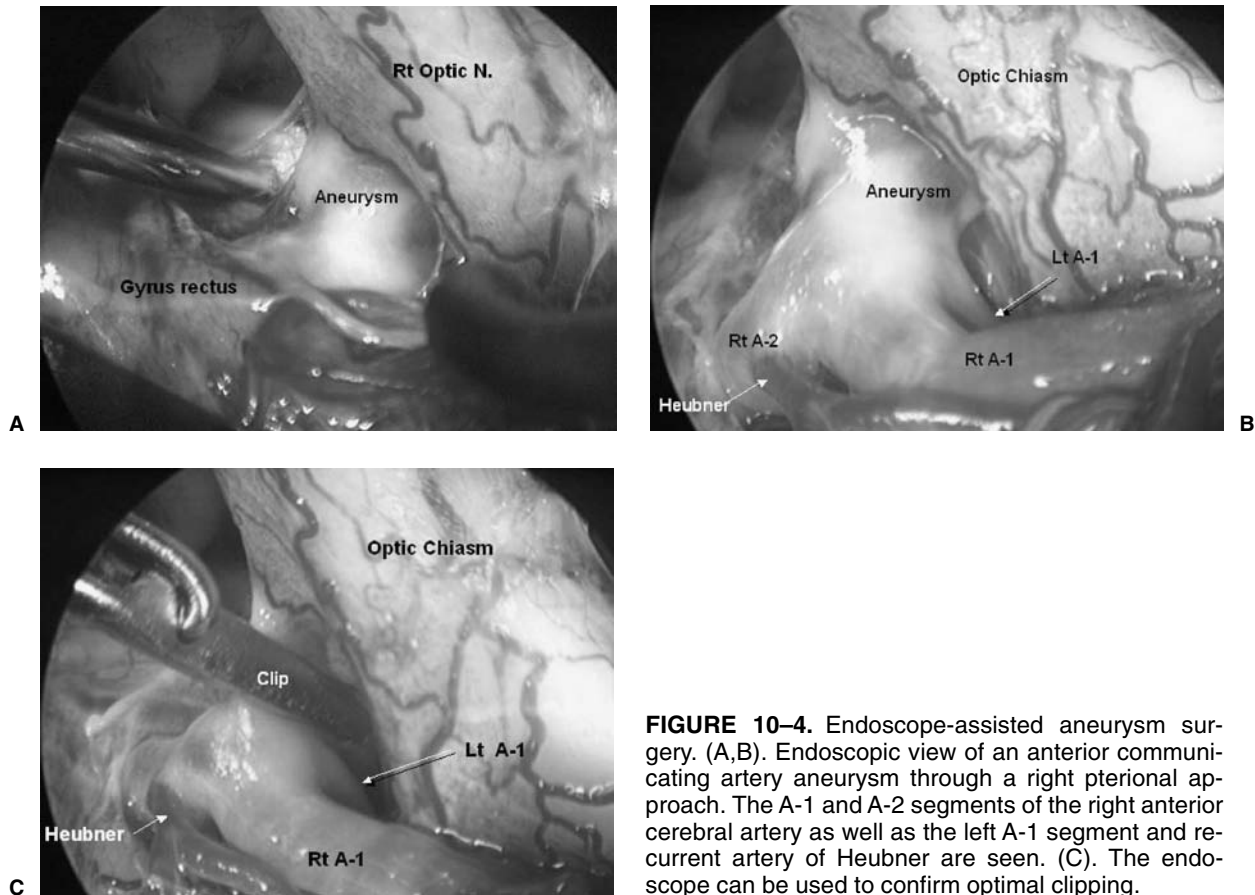 Rt Optic N.
Aneurysm
Gyrus rectus
A
Optic Chiasm
Aneurysm
Lt A-1
Rt A-2
Rt A-1
Heubner
B
Optic Chiasm
Clip
Lt A-1
Heubner
Rt A-1
C
FIGURE 10–4. Endoscope-assisted aneurysm sur-
gery. (A,B). Endoscopic view of an anterior communi-
cating artery aneurysm through a right pterional ap-
proach. The A-1 and A-2 segments of the right anterior
cerebral artery as well as the left A-1 segment and re-
current artery of Heubner are seen. (C). The endo-
scope can be used to confirm optimal clipping.